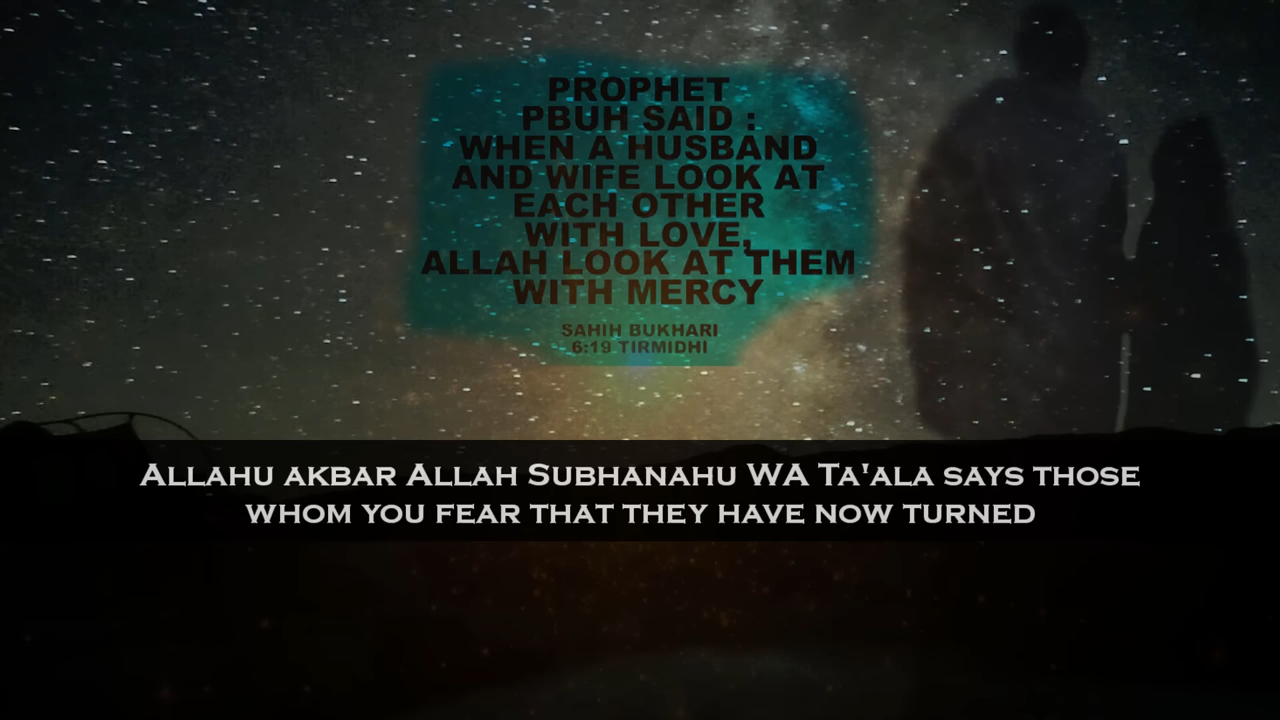 PROPHET
PBUH SAID :
WHEN A HUSBAND
AND WIFE LOOK AT
EACH OTHER
WITH LOVE,
ALLAH LOOK AT THEM
WITH MERCY
SAHIH BUKHARI
6:19 TIRMIDHI
ALLAHU AKBAR ALLAH SUBHANAHU WA TA'ALA SAYS THOSE
WHOM YOU FEAR THAT THEY HAVE NOW TURNED